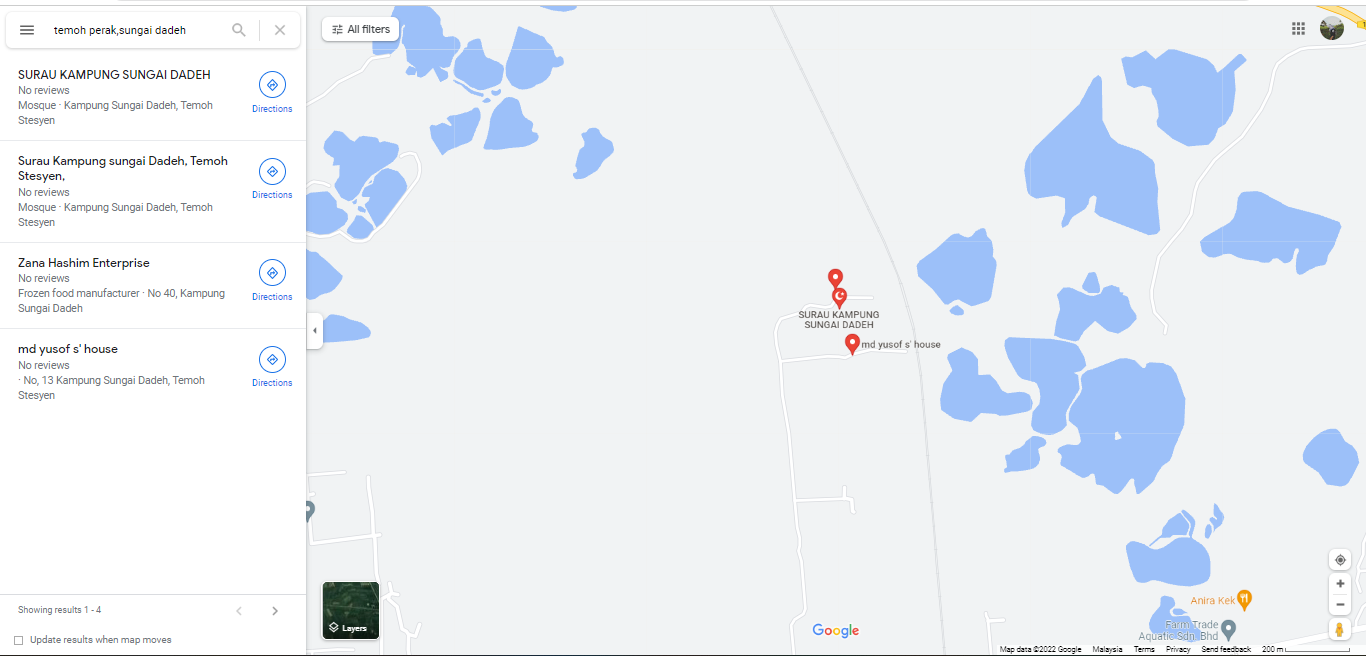 temoh perak,sungai dadeh
SURAU KAMPUNG SUNGAI DADEH
No reviews
Mosque · Kampung Sungai Dadeh, Temoh
Stesyen
Directions
Surau Kampung sungai Dadeh, Temoh
Stesyen,
No reviews
Mosque · Kampung Sungai Dadeh, Temoh
Stesyen
Directions
Zana Hashim Enterprise
No reviews
Frozen food manufacturer · No 40, Kampung
Sungai Dadeh
Directions
md yusof s' house
No reviews
· No, 13 Kampung Sungai Dadeh, Temoh
Stesyen
Directions
Showing results 1 - 4
Update results when map moves
All filters
SURAU KAMPUNG
SUNGAI DADEH
md yusof s' house
Layers
Google
Anira Kek
Farm Trade
Aquatic Sdn. Bhd
Map data ©2022 Google Malaysia Terms Privacy Send feedback 200 m